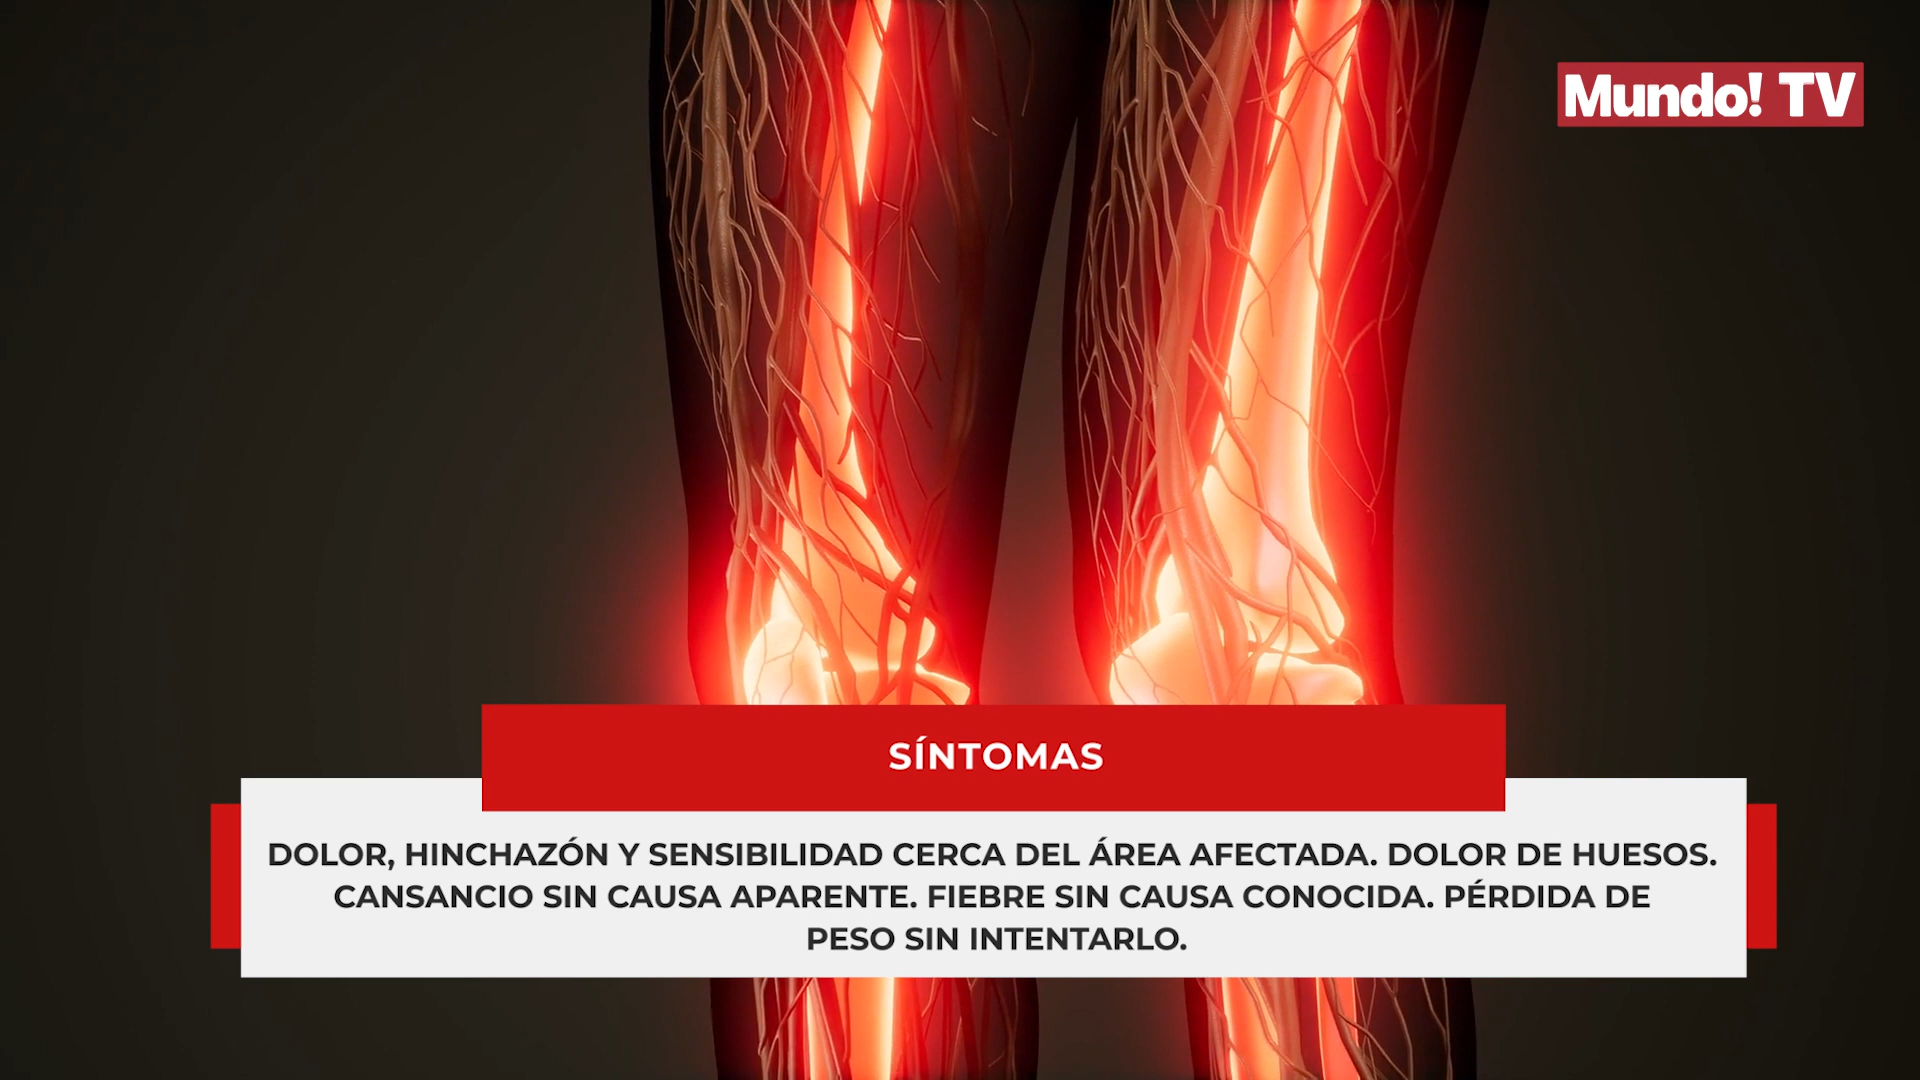 Mundo! TV
SÍNTOMAS
DOLOR, HINCHAZÓN Y SENSIBILIDAD CERCA DEL ÁREA AFECTADA. DOLOR DE HUESOS.
CANSANCIO SIN CAUSA APARENTE. FIEBRE SIN CAUSA CONOCIDA. PÉRDIDA DE
PESO SIN INTENTARLO.